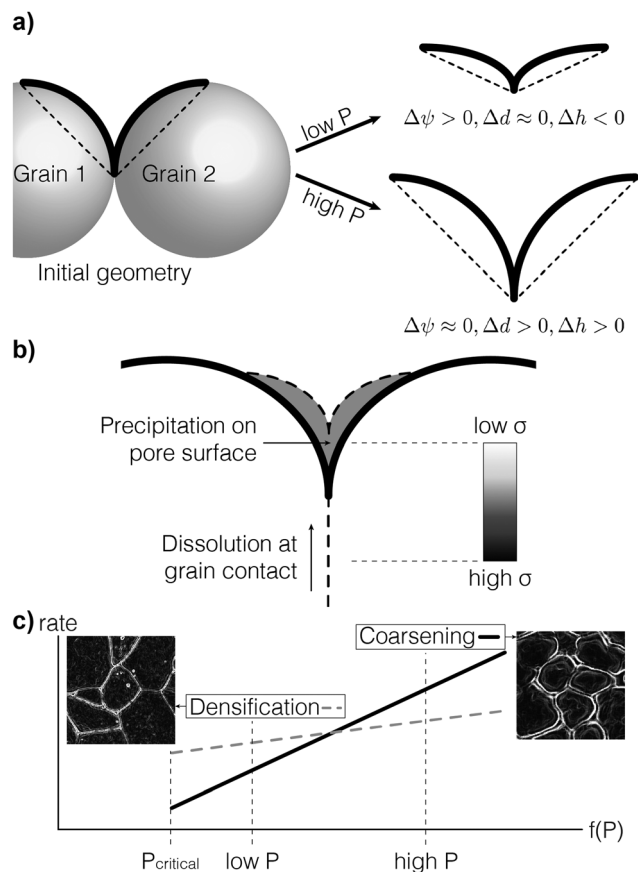 a)
Grain 1
Grain 2
Initial geometry
low P
high P
Δψ > 0, Δd ≈ 0, Δh < 0
Δψ ≈ 0, Δd > 0, Δh > 0
b)
Precipitation on
pore surface
Dissolution at
grain contact
low σ
high σ
c)
rate
Coarsening
Densification
f(P)
Pcritical
low P
high P